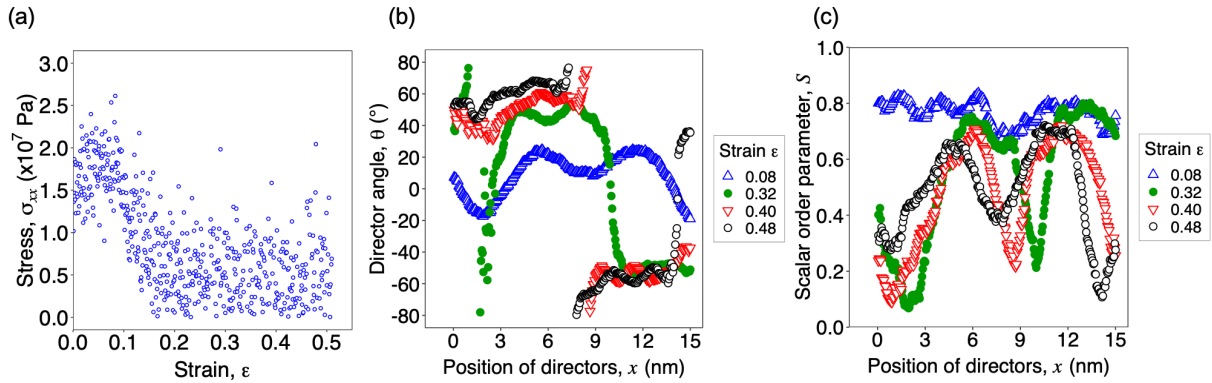 (a)
3.0
2.5
2.0
1.5
1.0
0.5
0.0
Stress, σxx (x10⁷ Pa)
0.0 0.1 0.2 0.3 0.4 0.5
Strain, ε
(b)
80
60
40
20
0
-20
-40
-60
-80
Director angle, θ (°)
0 3 6 9 12 15
Position of directors, x (nm)
Strain ε
0.08
0.32
0.40
0.48
(c)
1.0
0.8
0.6
0.4
0.2
0.0
Scalar order parameter, S
0 3 6 9 12 15
Position of directors, x (nm)
Strain ε
0.08
0.32
0.40
0.48